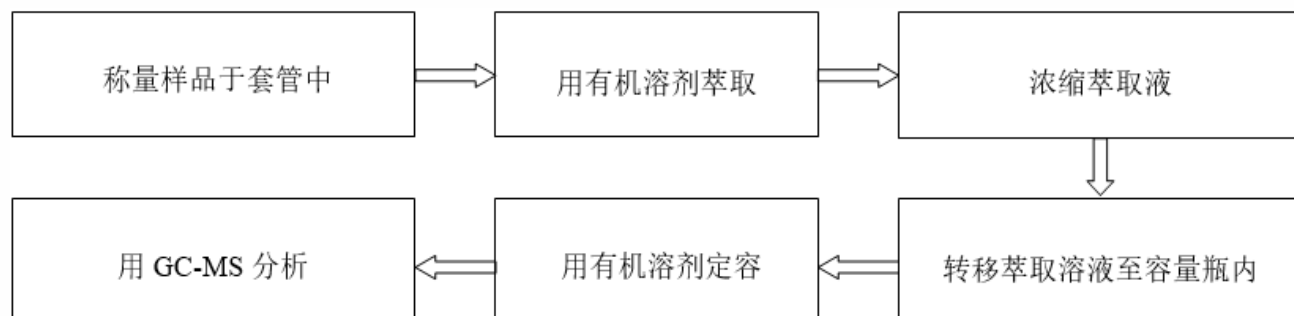 称量样品于套管中
用有机溶剂萃取
浓缩萃取液
转移萃取溶液至容量瓶内
用有机溶剂定容
用 GC-MS 分析